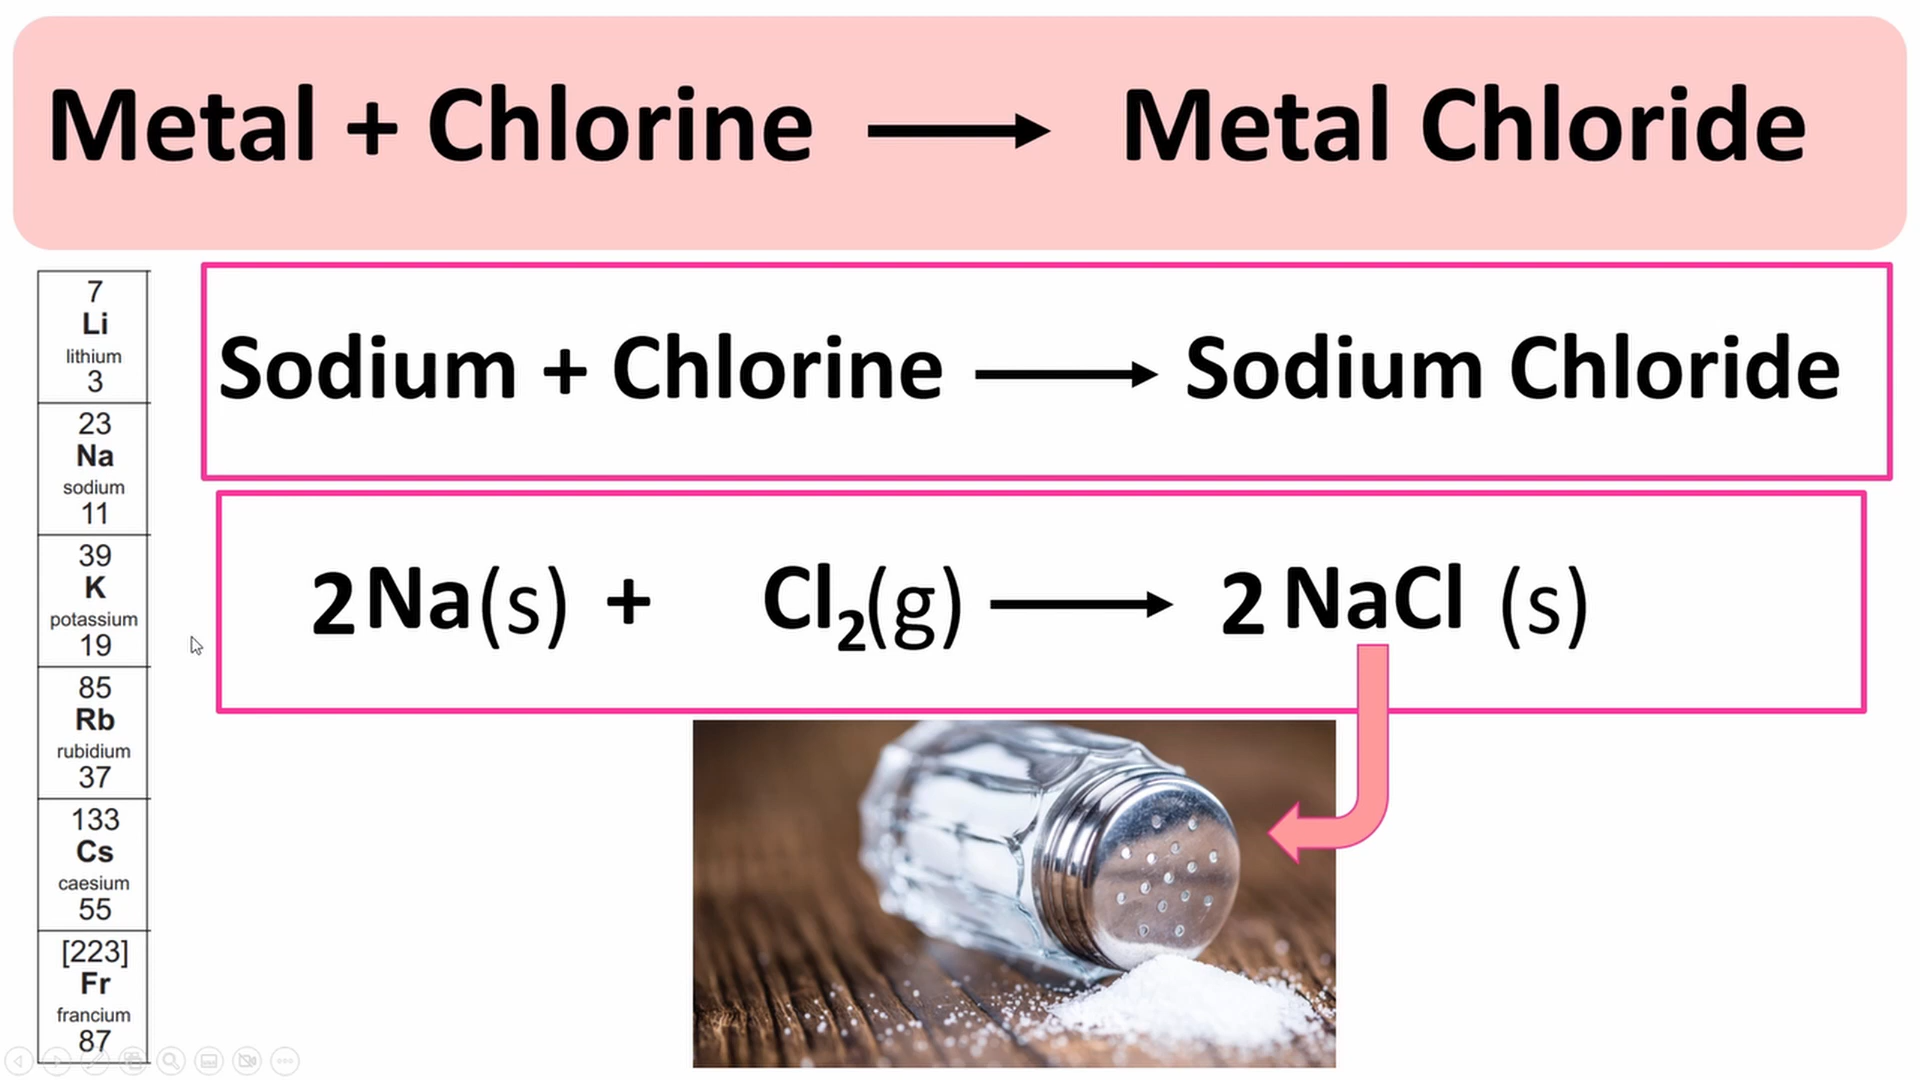 Metal + Chlorine → Metal Chloride
7
Li
lithium
3
23
Na
sodium
11
39
K
potassium
19
85
Rb
rubidium
37
133
Cs
caesium
55
[223]
Fr
francium
87
Sodium + Chlorine → Sodium Chloride
2Na(s) + Cl₂(g) → 2NaCl (s)